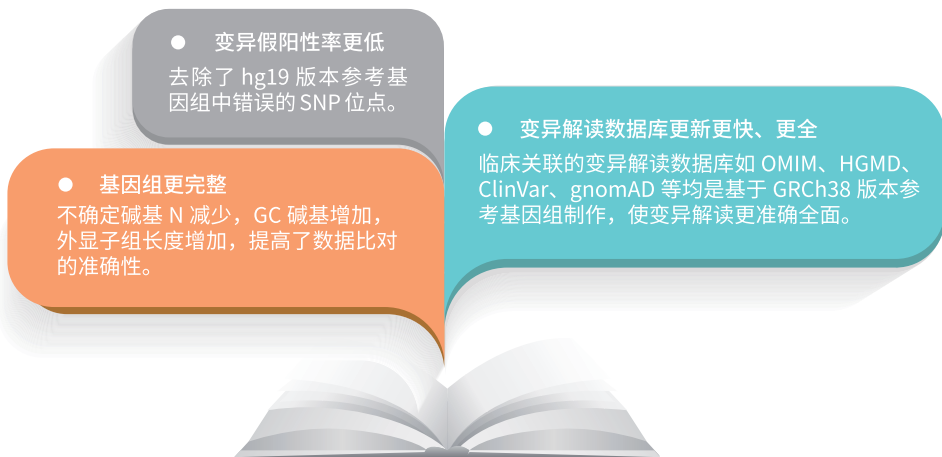 变异假阳性率更低
去除了 hg19 版本参考基
因组中错误的 SNP 位点。
基因组更完整
不确定碱基 N 减少，GC 碱基增加，
外显子组长度增加，提高了数据比对
的准确性。
变异解读数据库更新更快、更全
临床关联的变异解读数据库如 OMIM、HGMD、
ClinVar、gnomAD 等均是基于 GRCh38 版本参
考基因组制作，使变异解读更准确全面。